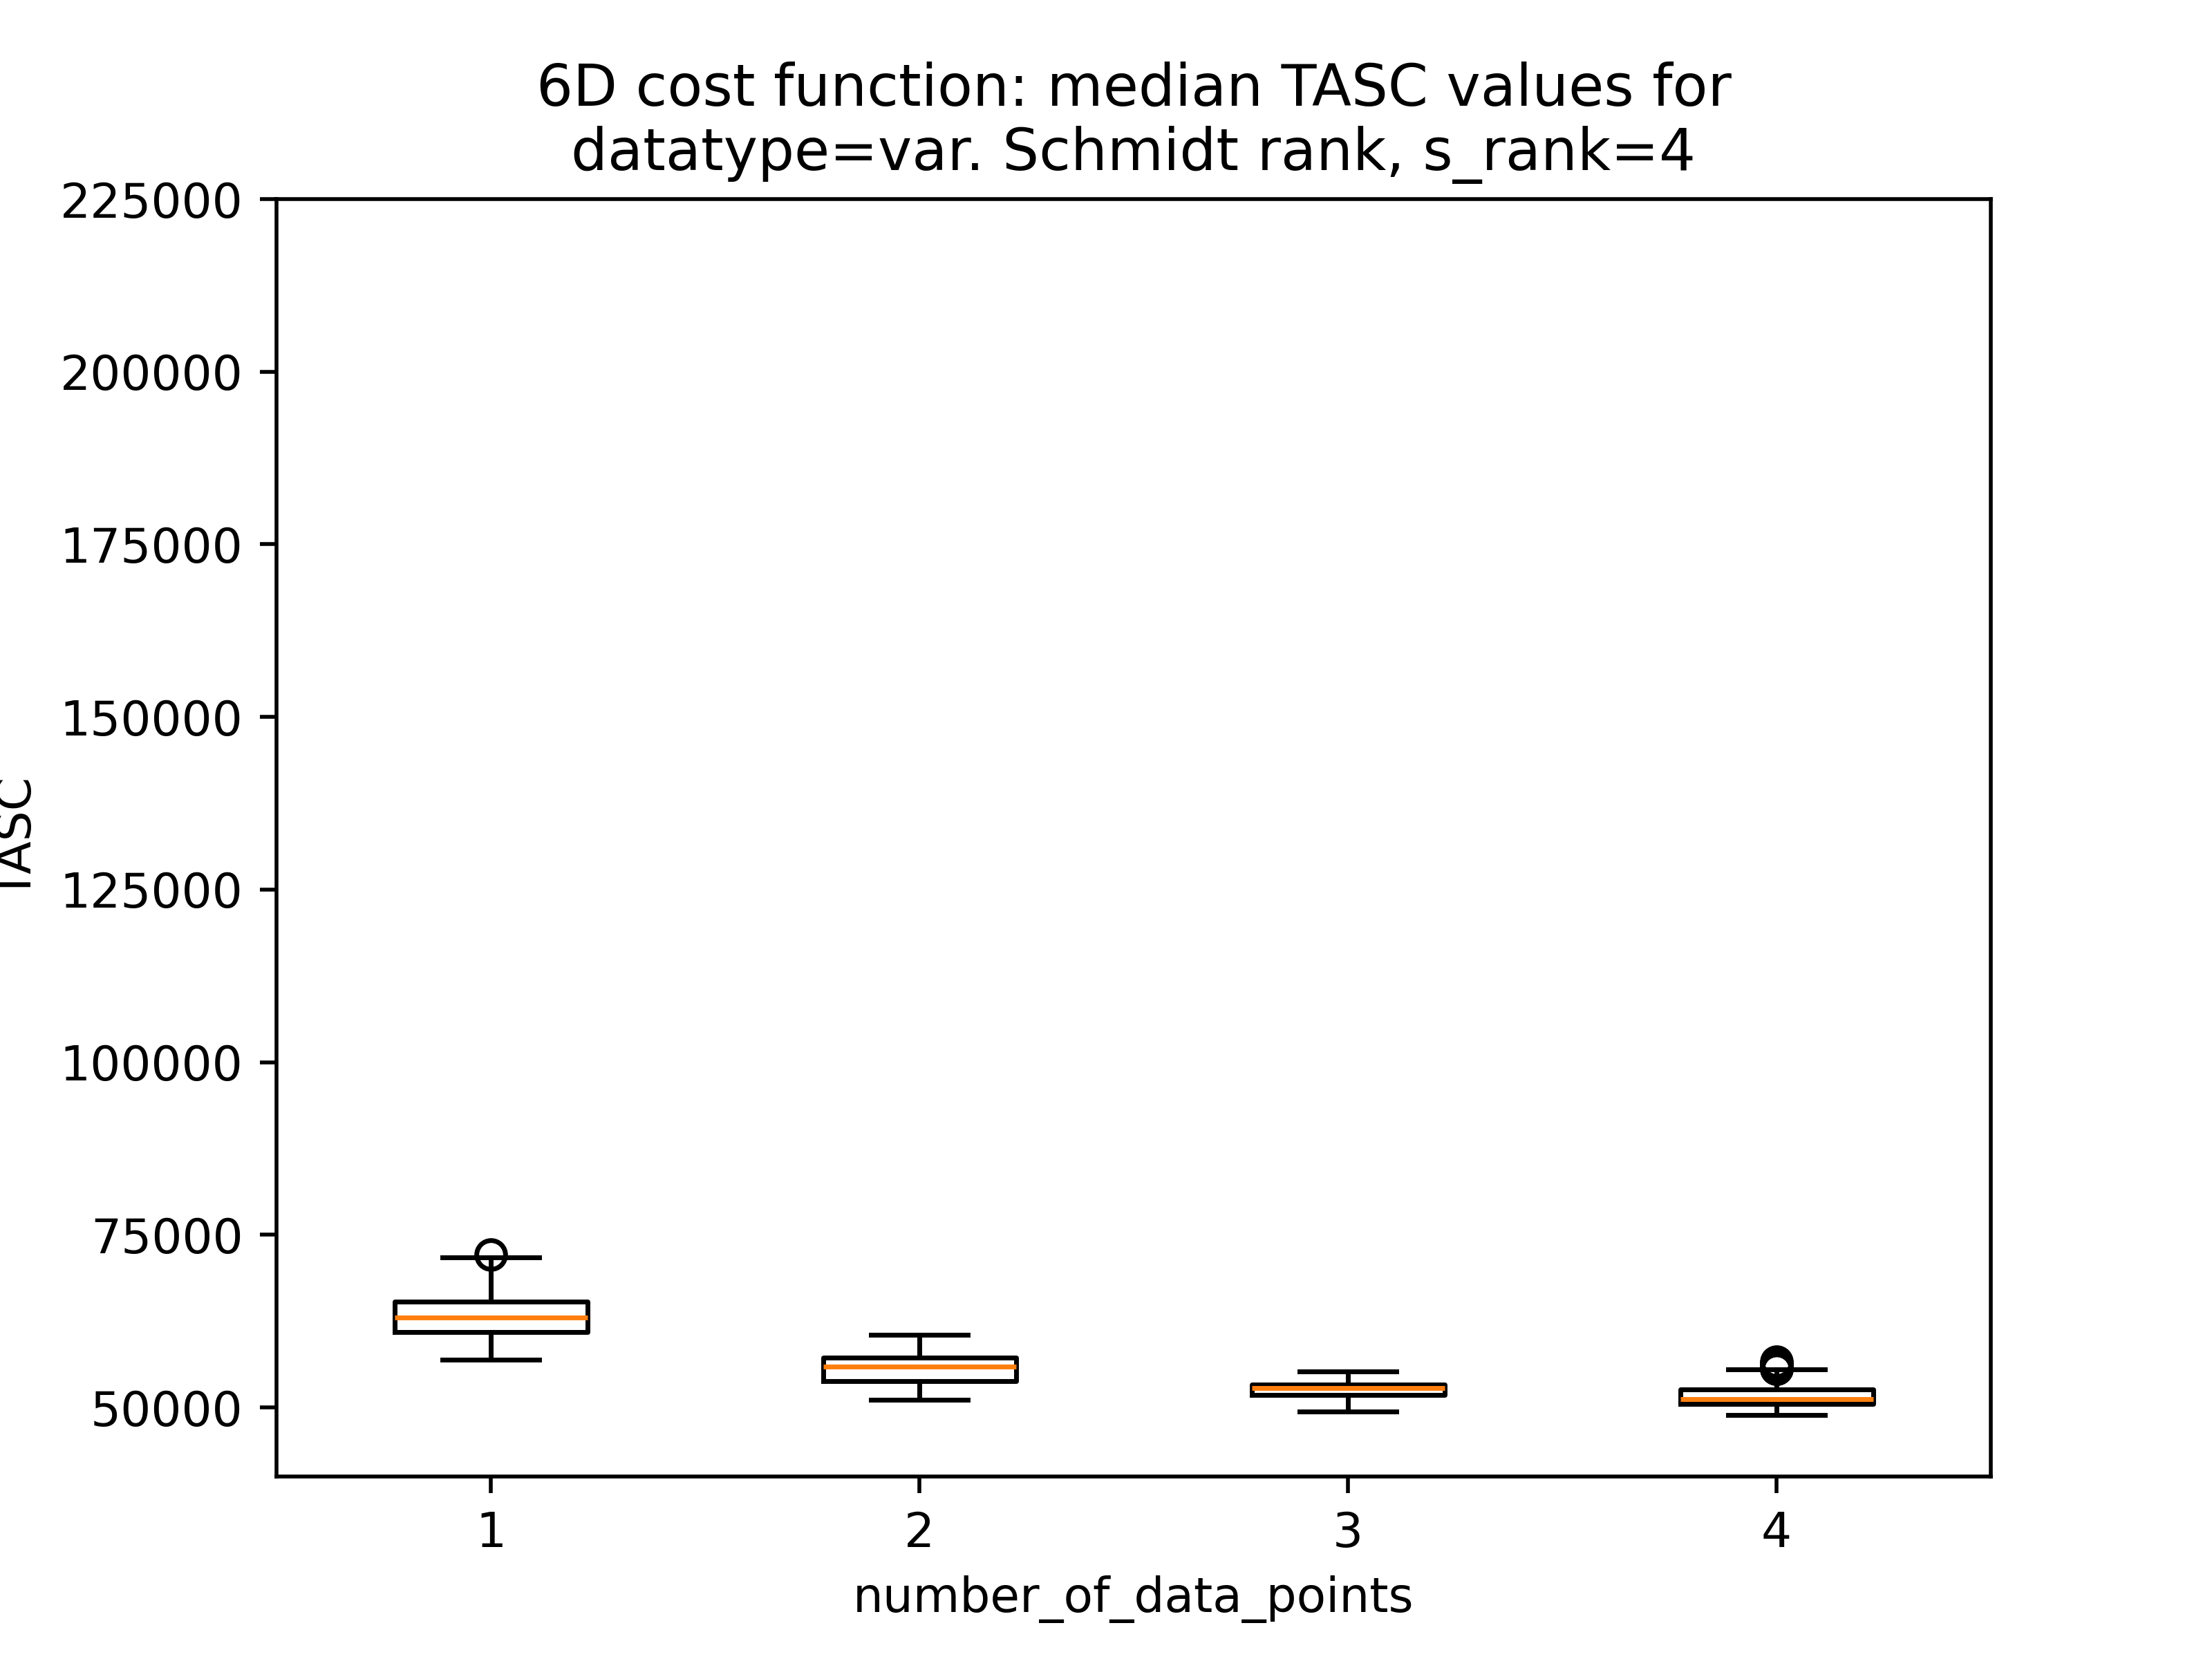 6D cost function: median TASC values for
datatype=var. Schmidt rank, s_rank=4
225000
200000
175000
150000
125000
100000
75000
50000
TASC
1 2 3 4
number_of_data_points